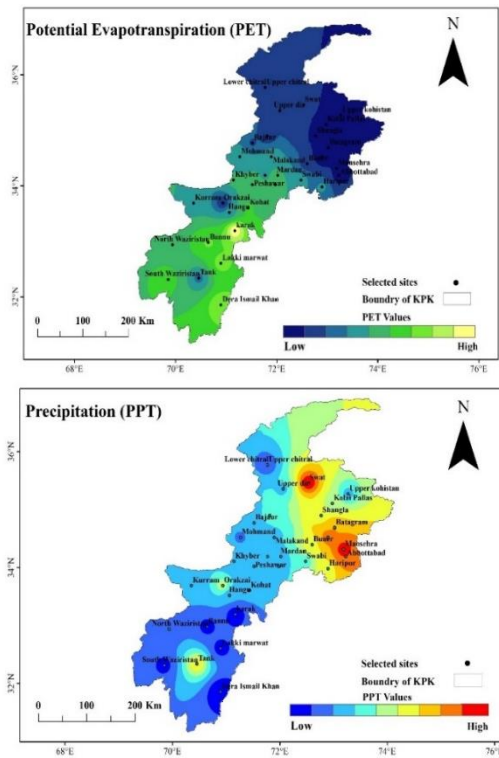 Potential Evapotranspiration (PET)
N
36°N
34°N
32°N
Lower chitral Upper chitral
Upper dir
Swat
Upper kohistan
Kolai Pallas
Shangla
Batagram
Bajaur
Mohmand
Malakand
Buner
Mansehra
Abbottabad
Khyber
Mardan
Swabi
Haripur
Peshawar
Kurram
Orakzai
Hangu
Kohat
karak
North Waziristan
Bannu
Lakki marwat
South Waziristan
Tank
Dera Ismail Khan
Selected sites
Boundry of KPK
PET Values
Low
High
0
100
200 Km
68°E
70°E
72°E
74°E
76°E
Precipitation (PPT)
N
36°N
34°N
32°N
Lower chitral Upper chitral
Upper dir
Swat
Upper kohistan
Kolai Pallas
Shangla
Batagram
Bajaur
Mohmand
Malakand
Buner
Mansehra
Abbottabad
Khyber
Mardan
Swabi
Haripur
Peshawar
Kurram
Orakzai
Hangu
Kohat
karak
North Waziristan
Bannu
Lakki marwat
South Waziristan
Tank
Dera Ismail Khan
Selected sites
Boundry of KPK
PPT Values
Low
High
0
100
200 Km
68°E
70°E
72°E
74°E
76°E